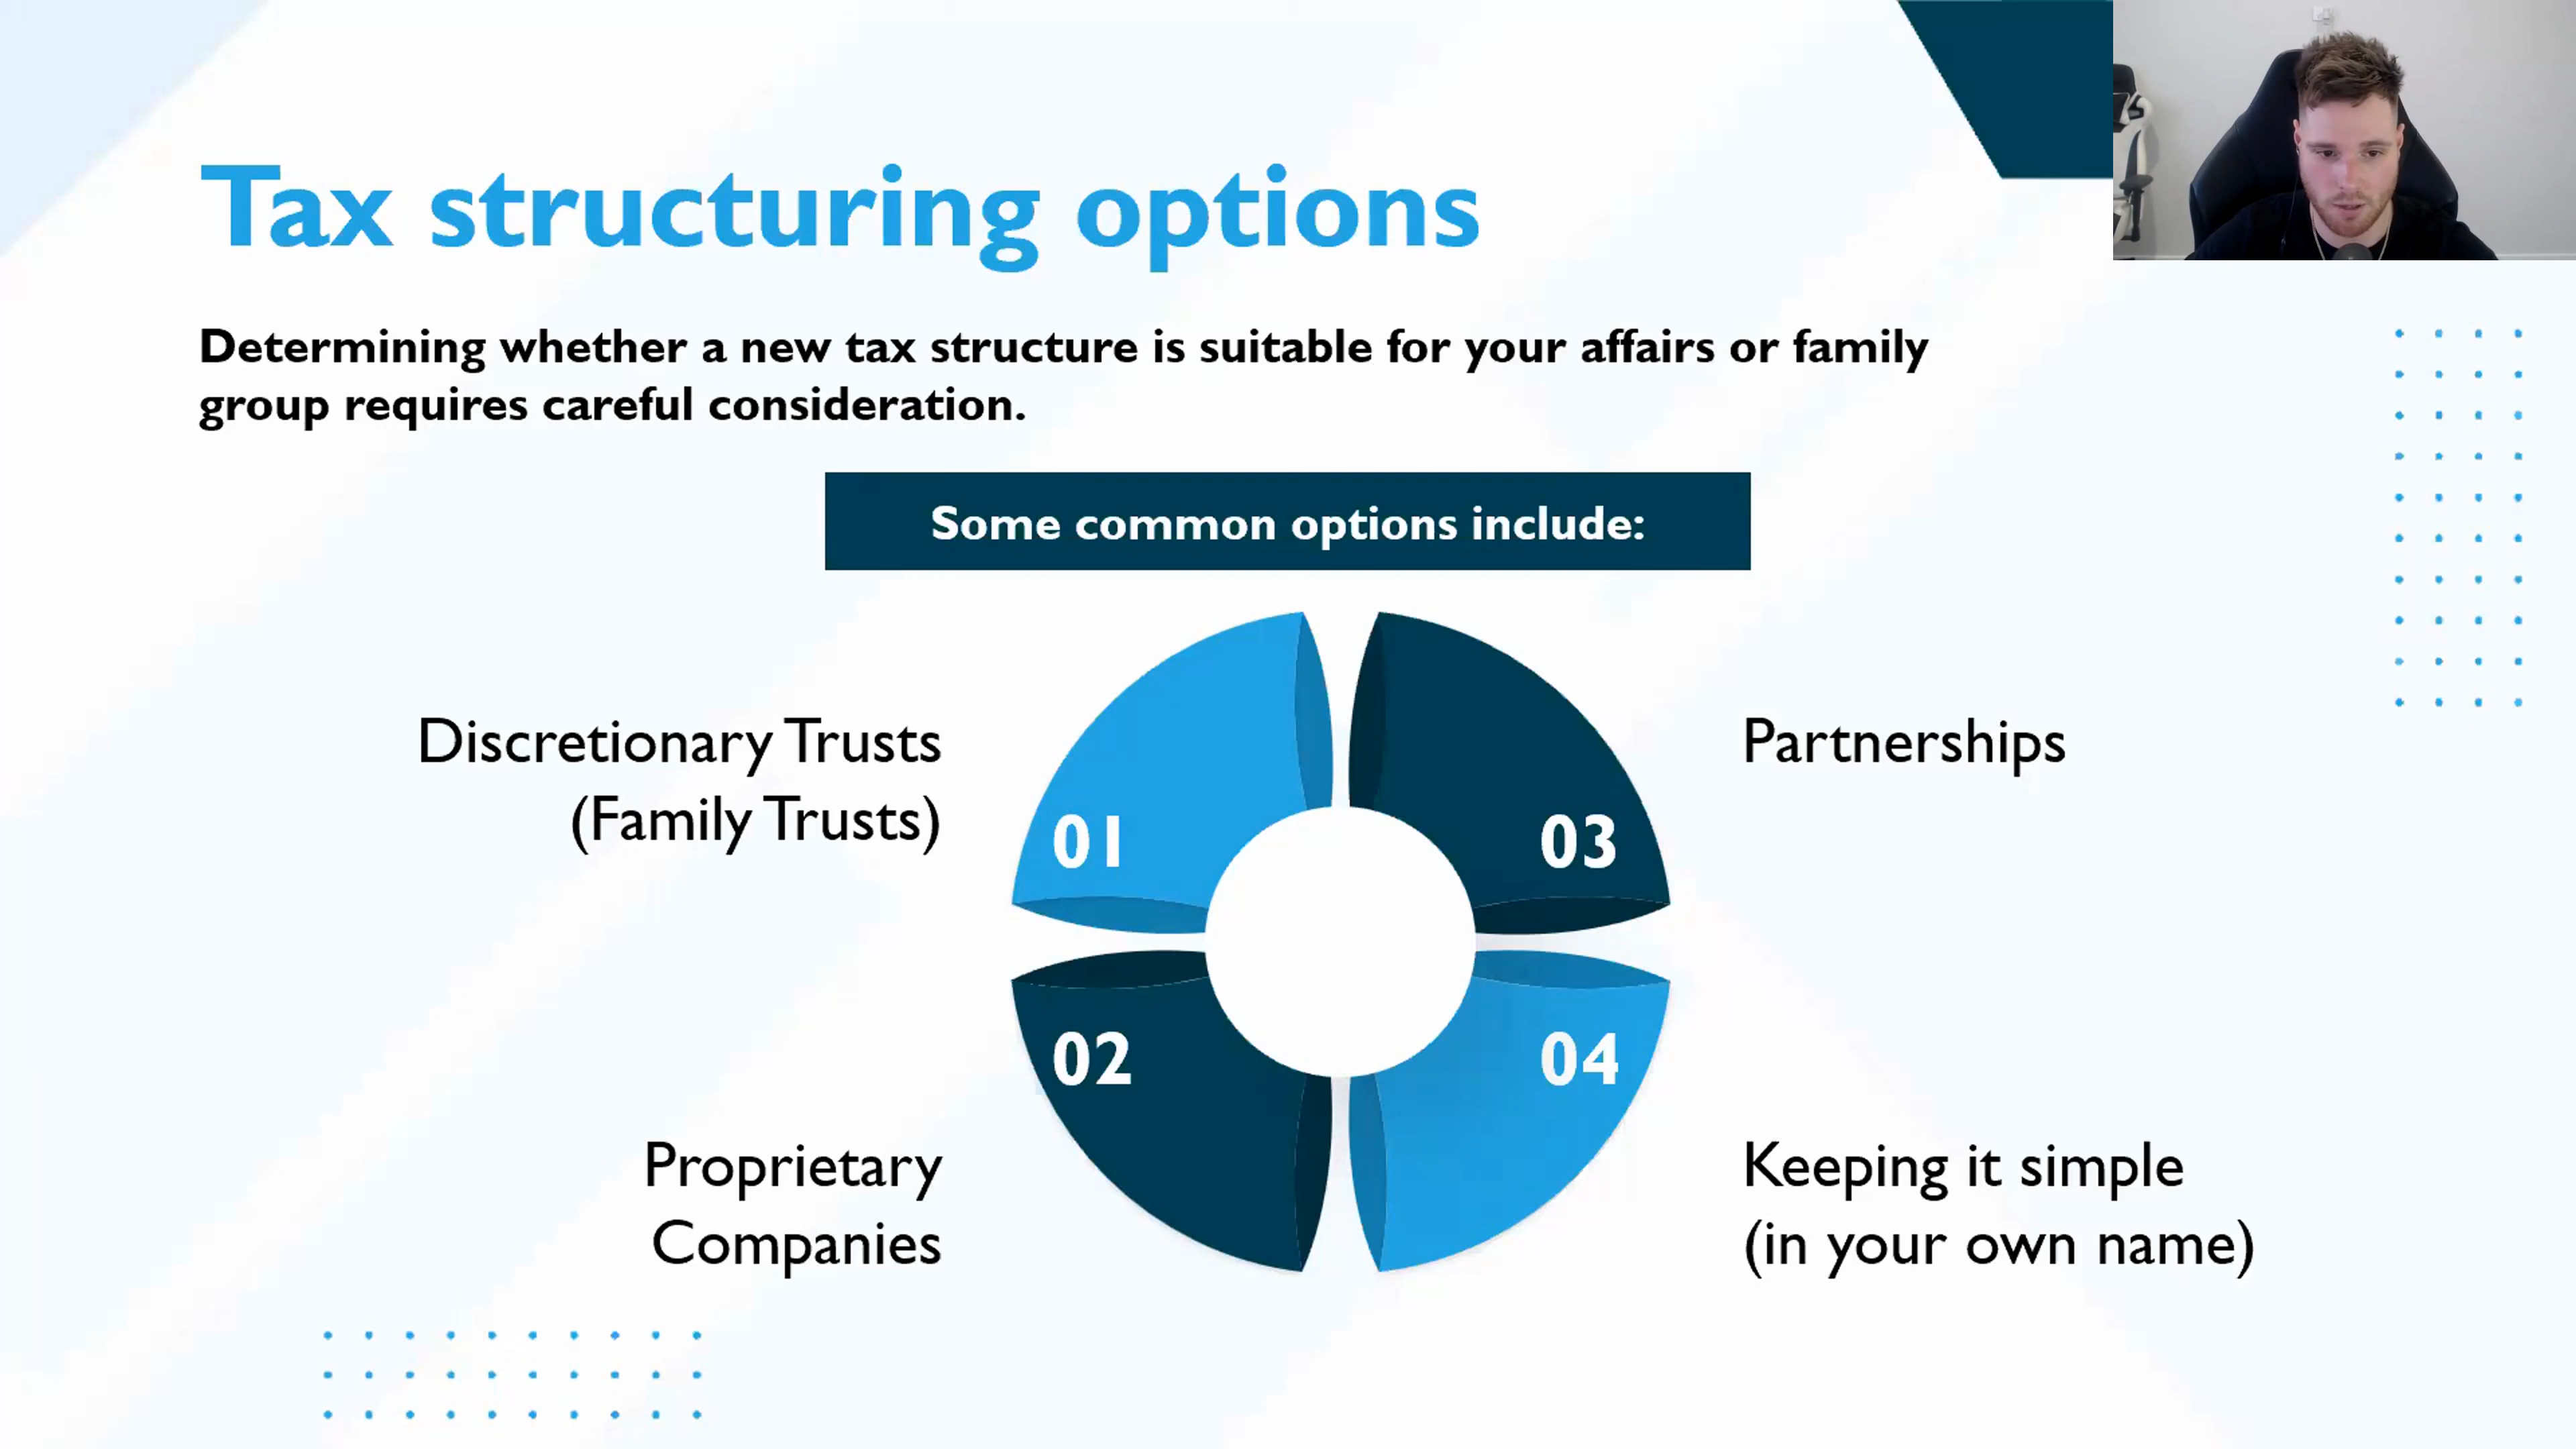 Tax structuring options
Determining whether a new tax structure is suitable for your affairs or family
group requires careful consideration.
Some common options include:
Discretionary Trusts
(Family Trusts)
01
03
Partnerships
Proprietary
Companies
02
04
Keeping it simple
(in your own name)